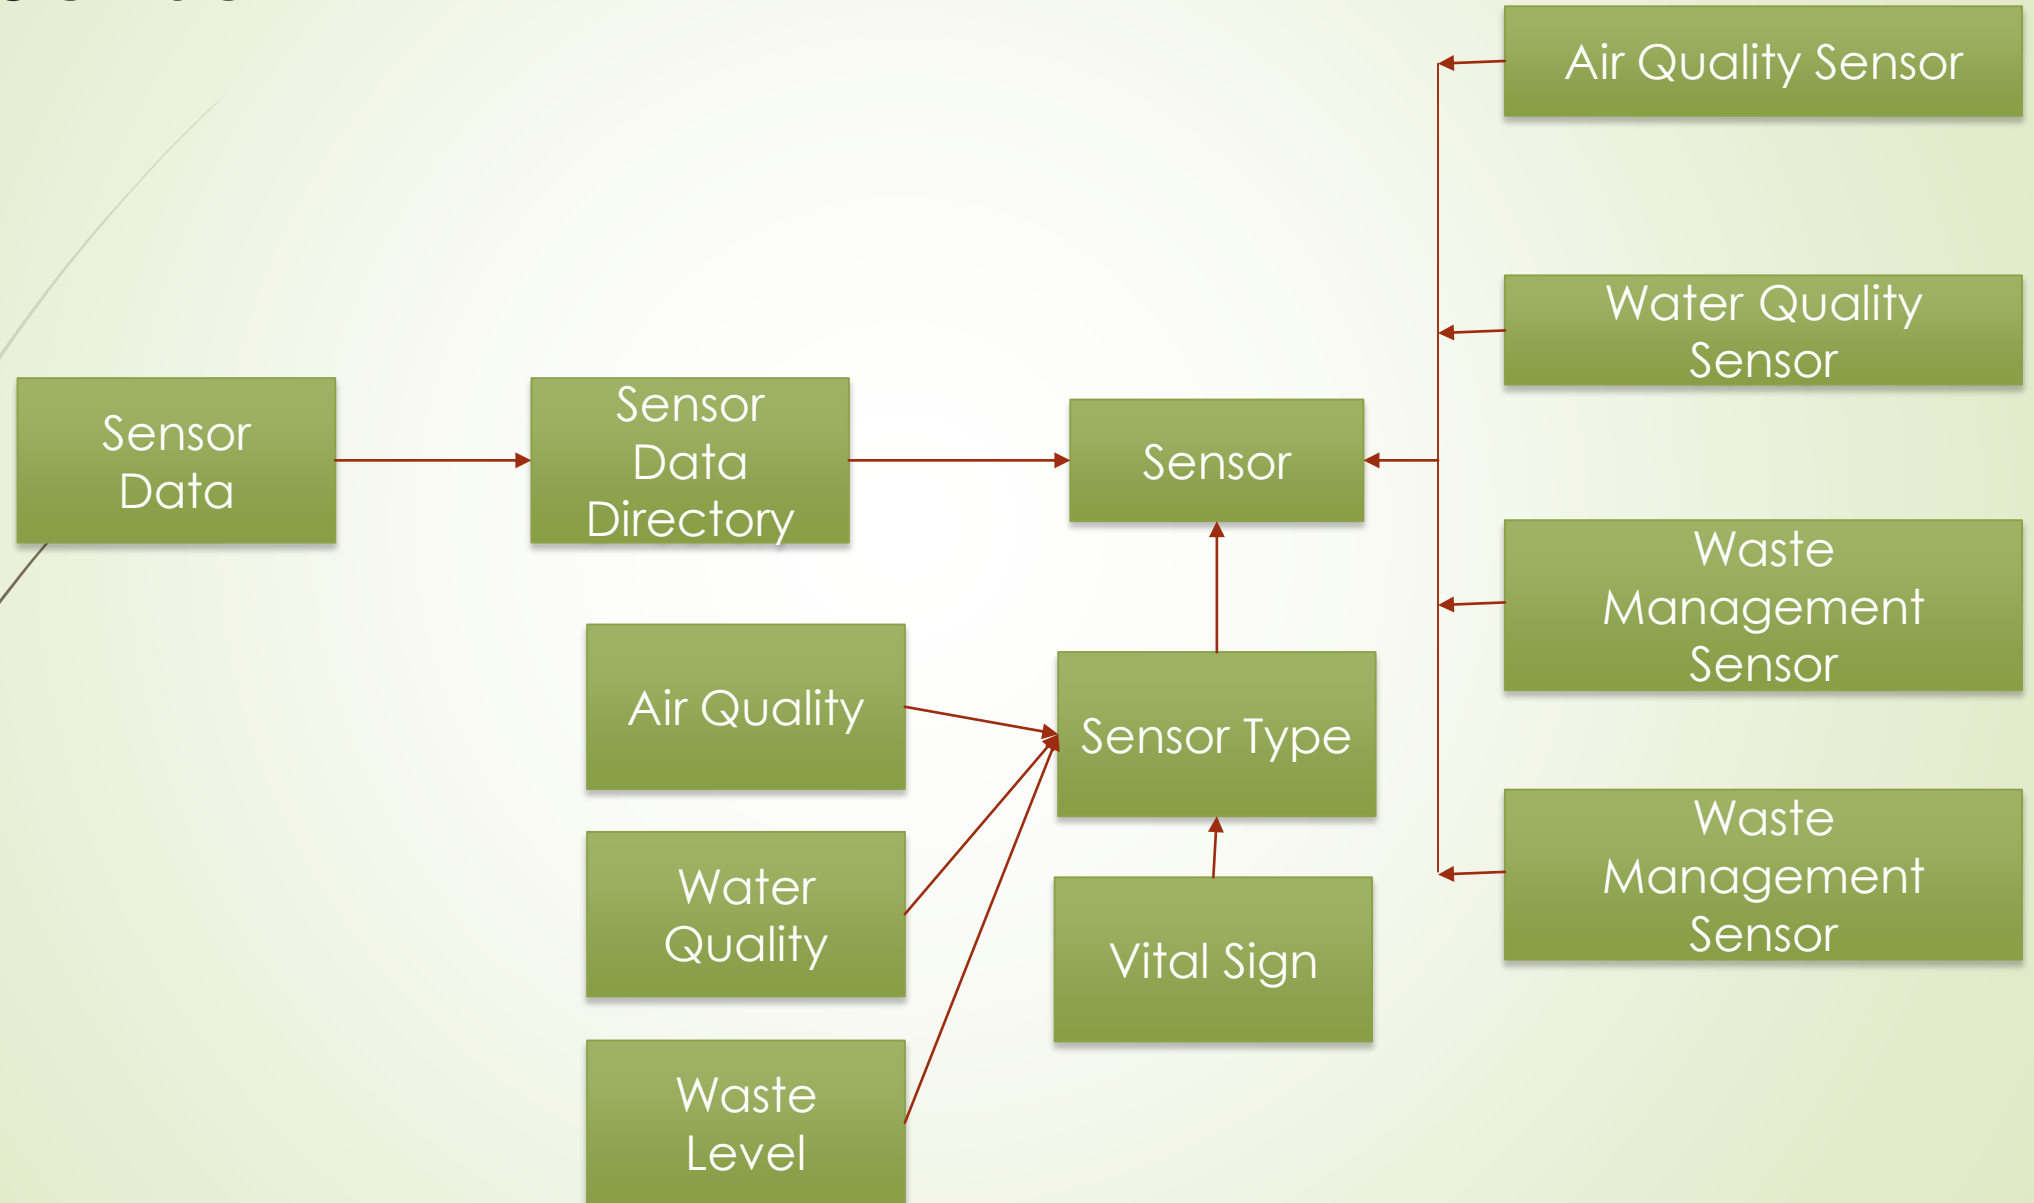 Air Quality Sensor
Water Quality
Sensor
Sensor
Data
Sensor
Data
Directory
Sensor
Waste
Management
Sensor
Air Quality
Sensor Type
Water
Quality
Vital Sign
Waste
Management
Sensor
Waste
Level